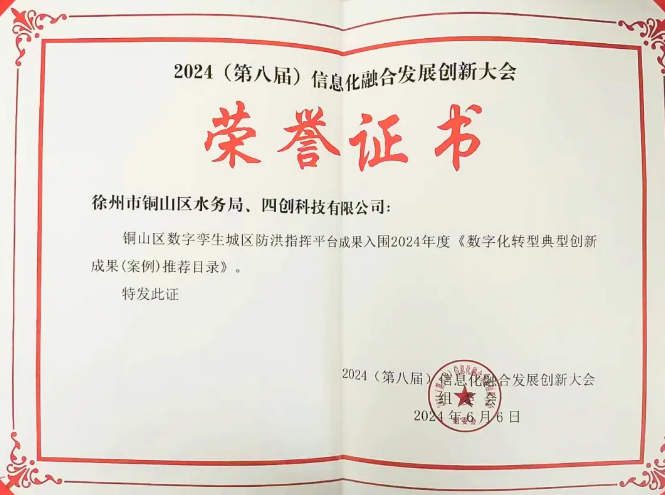 2024（第八届）信息化融合发展创新大会
荣誉证书
徐州市铜山区水务局、四创科技有限公司：
铜山区数字孪生城区防洪指挥平台成果入围2024年度《数字化转型典型创新
成果(案例)推荐目录》。
特发此证
2024（第八届）信息化融合发展创新大会
组委会
2024年6月6日